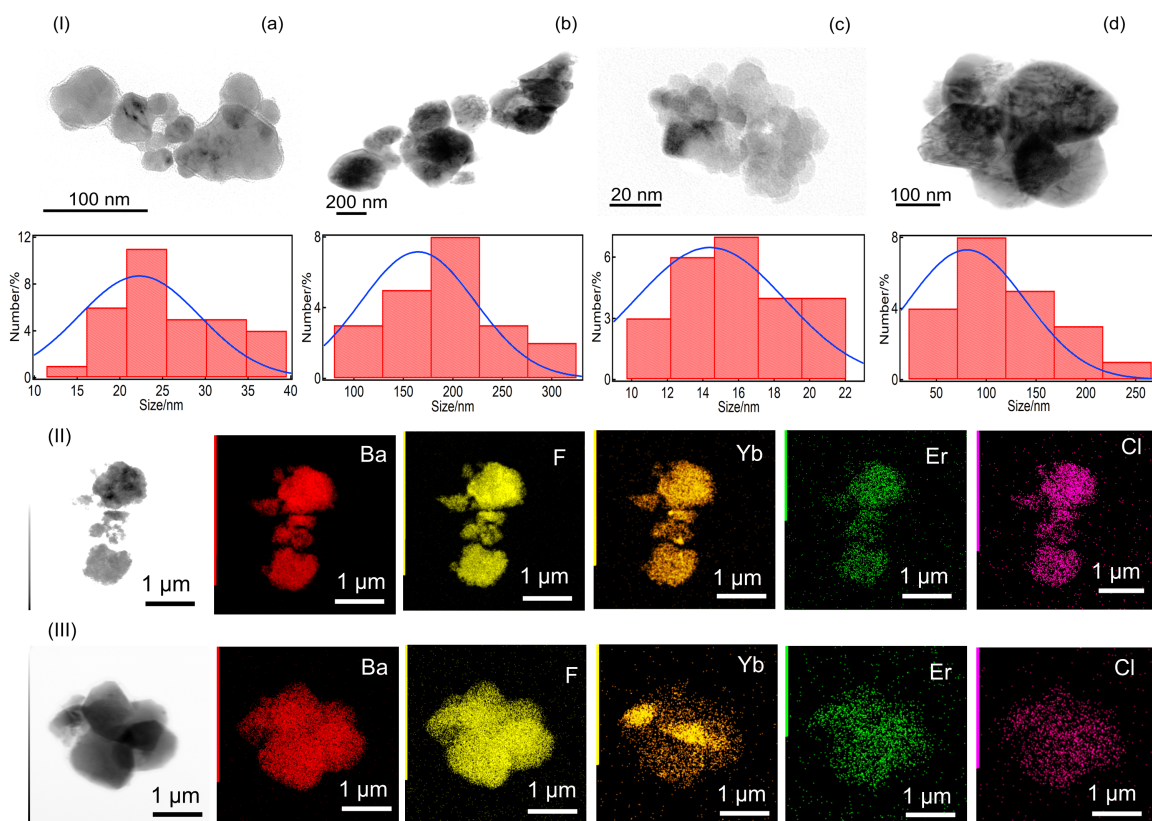 (I) (a) (b) (c) (d)
100 nm 200 nm 20 nm 100 nm
Number/%
12
8
4
0
10 15 20 25 30 35 40
Size/nm
Number/%
8
4
0
100 150 200 250 300
Size/nm
Number/%
6
3
0
10 12 14 16 18 20 22
Size/nm
Number/%
8
4
0
50 100 150 200 250
Size/nm
(II)
Ba F Yb Er Cl
1 μm 1 μm 1 μm 1 μm 1 μm 1 μm
(III)
Ba F Yb Er Cl
1 μm 1 μm 1 μm 1 μm 1 μm 1 μm